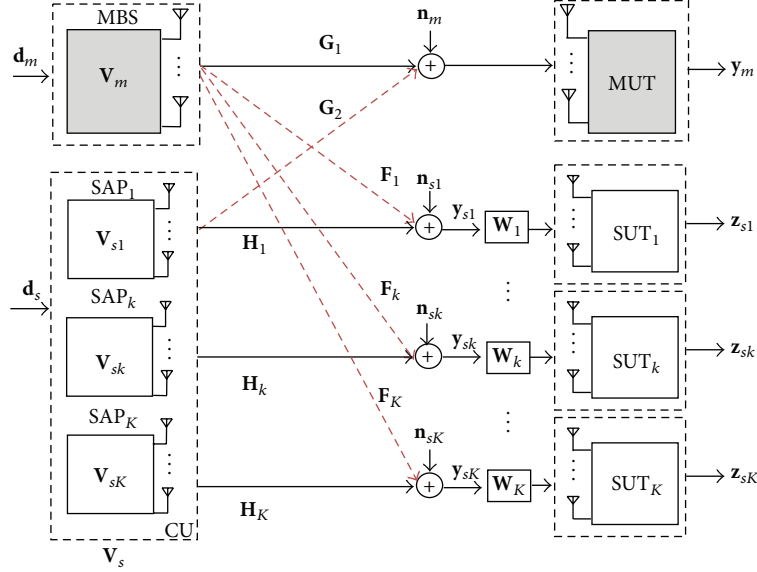 MBS
d_m
V_m
G_1
n_m
MUT
y_m
G_2
F_1
SAP_1
V_s1
H_1
n_s1
y_s1
W_1
SUT_1
z_s1
d_s
SAP_k
V_sk
F_k
H_k
n_sk
y_sk
W_k
SUT_k
z_sk
SAP_K
V_sK
F_K
H_K
n_sK
y_sK
W_K
SUT_K
z_sK
CU
V_s